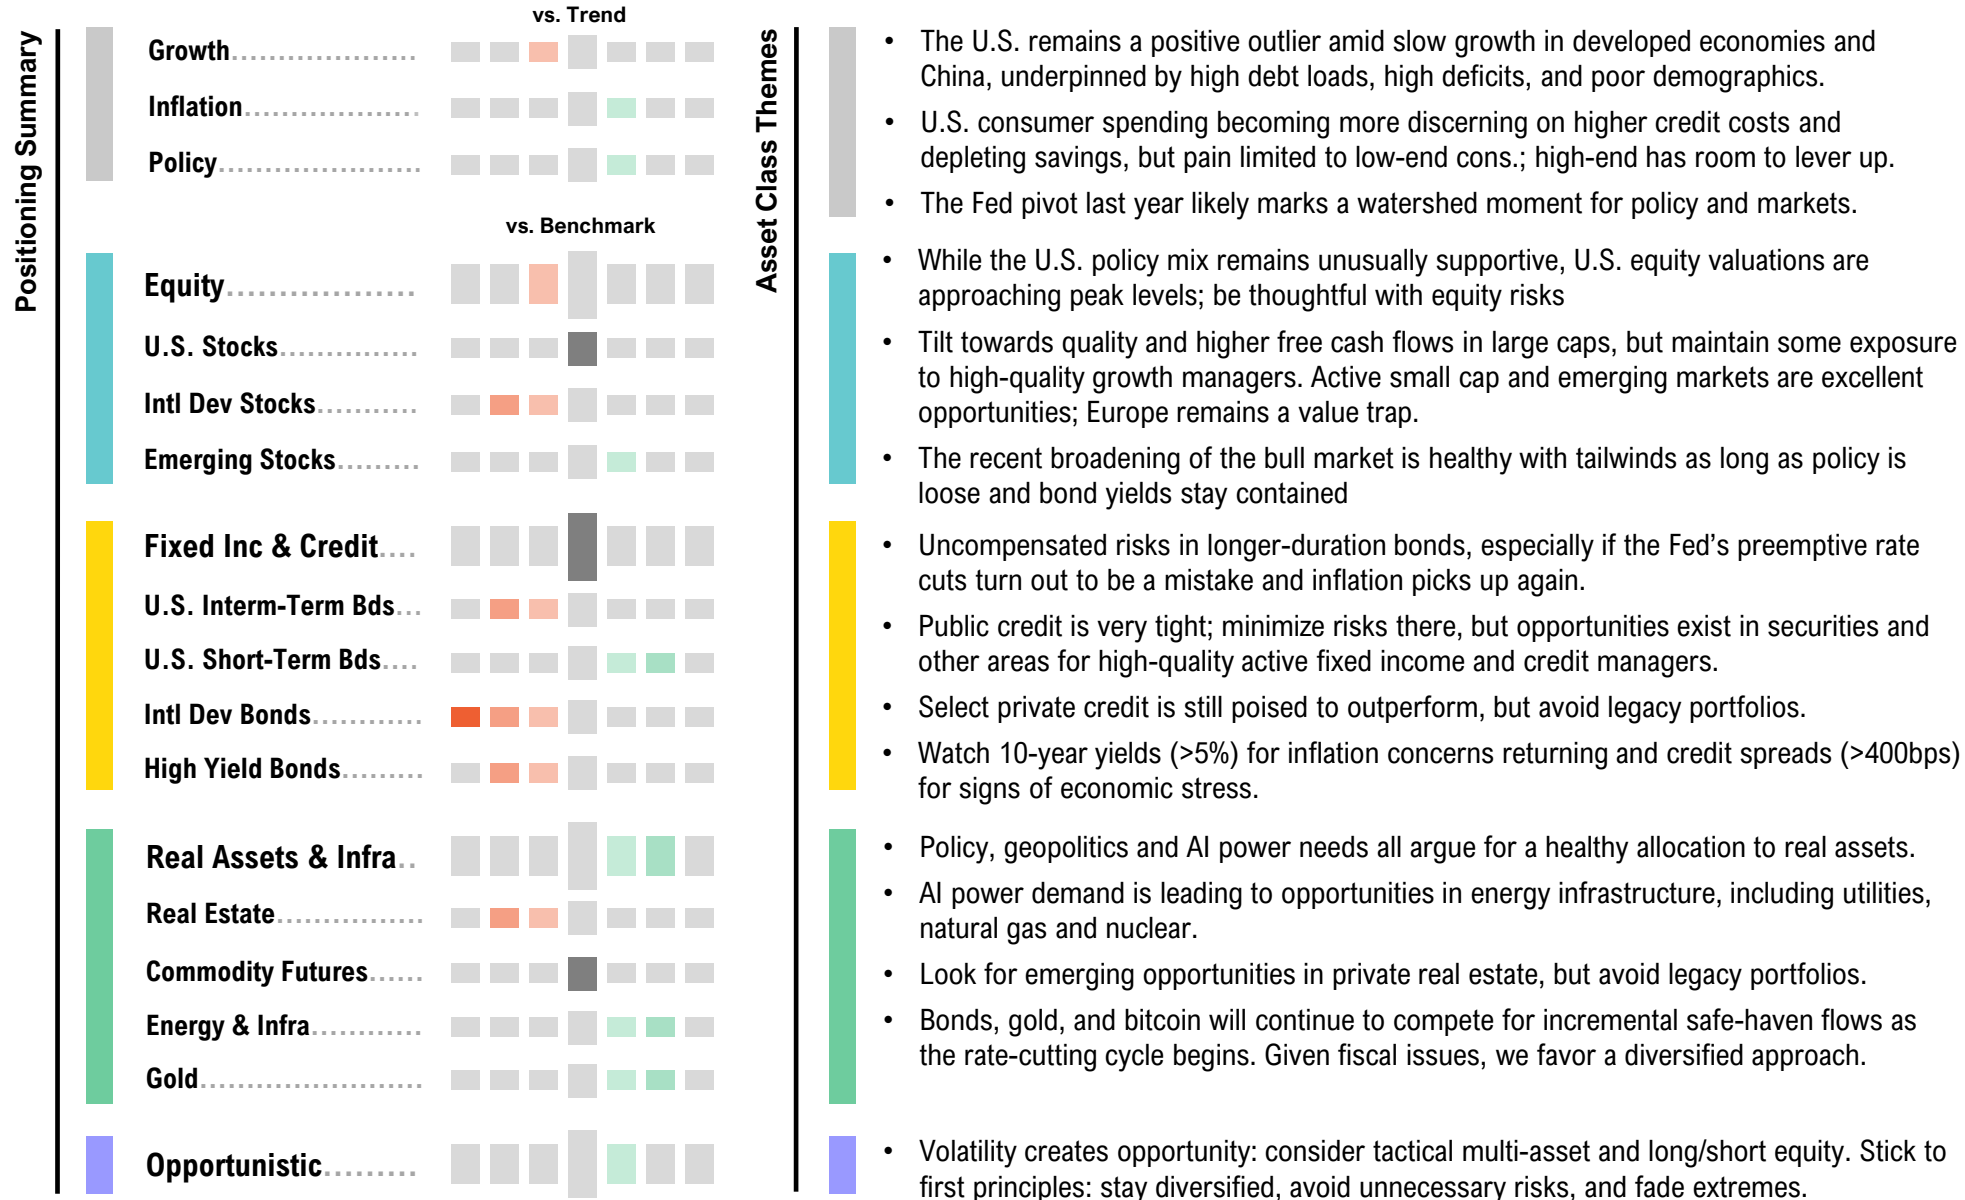 Positioning Summary
vs. Trend
Growth
Inflation
Policy
vs. Benchmark
Equity
U.S. Stocks
Intl Dev Stocks
Emerging Stocks
Fixed Inc & Credit
U.S. Interm-Term Bds
U.S. Short-Term Bds
Intl Dev Bonds
High Yield Bonds
Real Assets & Infra
Real Estate
Commodity Futures
Energy & Infra
Gold
Opportunistic
Asset Class Themes
• The U.S. remains a positive outlier amid slow growth in developed economies and
China, underpinned by high debt loads, high deficits, and poor demographics.
• U.S. consumer spending becoming more discerning on higher credit costs and
depleting savings, but pain limited to low-end cons.; high-end has room to lever up.
• The Fed pivot last year likely marks a watershed moment for policy and markets.
• While the U.S. policy mix remains unusually supportive, U.S. equity valuations are
approaching peak levels; be thoughtful with equity risks
• Tilt towards quality and higher free cash flows in large caps, but maintain some exposure
to high-quality growth managers. Active small cap and emerging markets are excellent
opportunities; Europe remains a value trap.
• The recent broadening of the bull market is healthy with tailwinds as long as policy is
loose and bond yields stay contained
• Uncompensated risks in longer-duration bonds, especially if the Fed's preemptive rate
cuts turn out to be a mistake and inflation picks up again.
• Public credit is very tight; minimize risks there, but opportunities exist in securities and
other areas for high-quality active fixed income and credit managers.
• Select private credit is still poised to outperform, but avoid legacy portfolios.
• Watch 10-year yields (>5%) for inflation concerns returning and credit spreads (>400bps)
for signs of economic stress.
• Policy, geopolitics and AI power needs all argue for a healthy allocation to real assets.
• AI power demand is leading to opportunities in energy infrastructure, including utilities,
natural gas and nuclear.
• Look for emerging opportunities in private real estate, but avoid legacy portfolios.
• Bonds, gold, and bitcoin will continue to compete for incremental safe-haven flows as
the rate-cutting cycle begins. Given fiscal issues, we favor a diversified approach.
• Volatility creates opportunity: consider tactical multi-asset and long/short equity. Stick to
first principles: stay diversified, avoid unnecessary risks, and fade extremes.